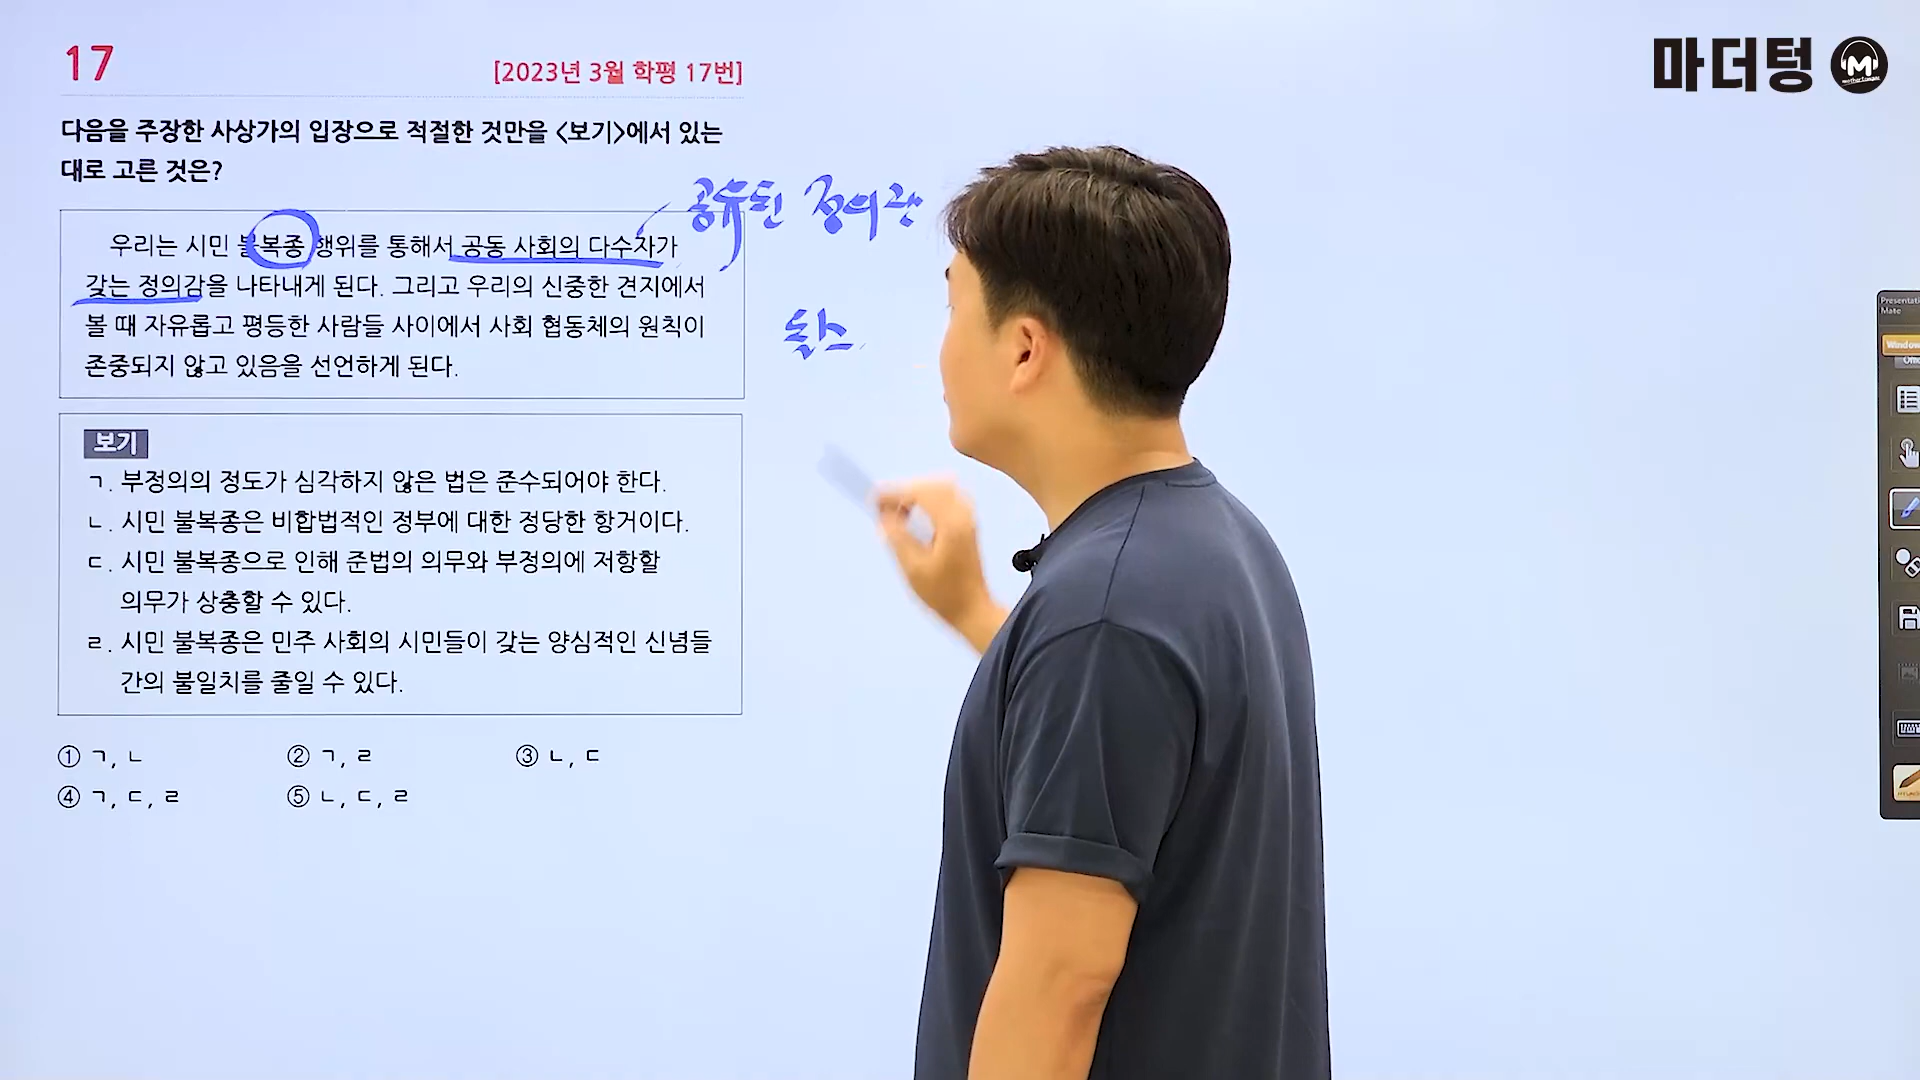 17
[2023년 3월 학평 17번]
다음을 주장한 사상가의 입장으로 적절한 것만을 <보기>에서 있는
대로 고른 것은?
공유된 정의관
우리는 시민 불복종 행위를 통해서 공동 사회의 다수자가
갖는 정의감을 나타내게 된다. 그리고 우리의 신중한 견지에서
볼 때 자유롭고 평등한 사람들 사이에서 사회 협동체의 원칙이
존중되지 않고 있음을 선언하게 된다.
롤스
보기
ㄱ. 부정의의 정도가 심각하지 않은 법은 준수되어야 한다.
ㄴ. 시민 불복종은 비합법적인 정부에 대한 정당한 항거이다.
ㄷ. 시민 불복종으로 인해 준법의 의무와 부정의에 저항할
의무가 상충할 수 있다.
ㄹ. 시민 불복종은 민주 사회의 시민들이 갖는 양심적인 신념들
간의 불일치를 줄일 수 있다.
① ㄱ, ㄴ ② ㄱ, ㄹ ③ ㄴ, ㄷ
④ ㄱ, ㄷ, ㄹ ⑤ ㄴ, ㄷ, ㄹ
마더텅
M
Presentati
Mate
Window